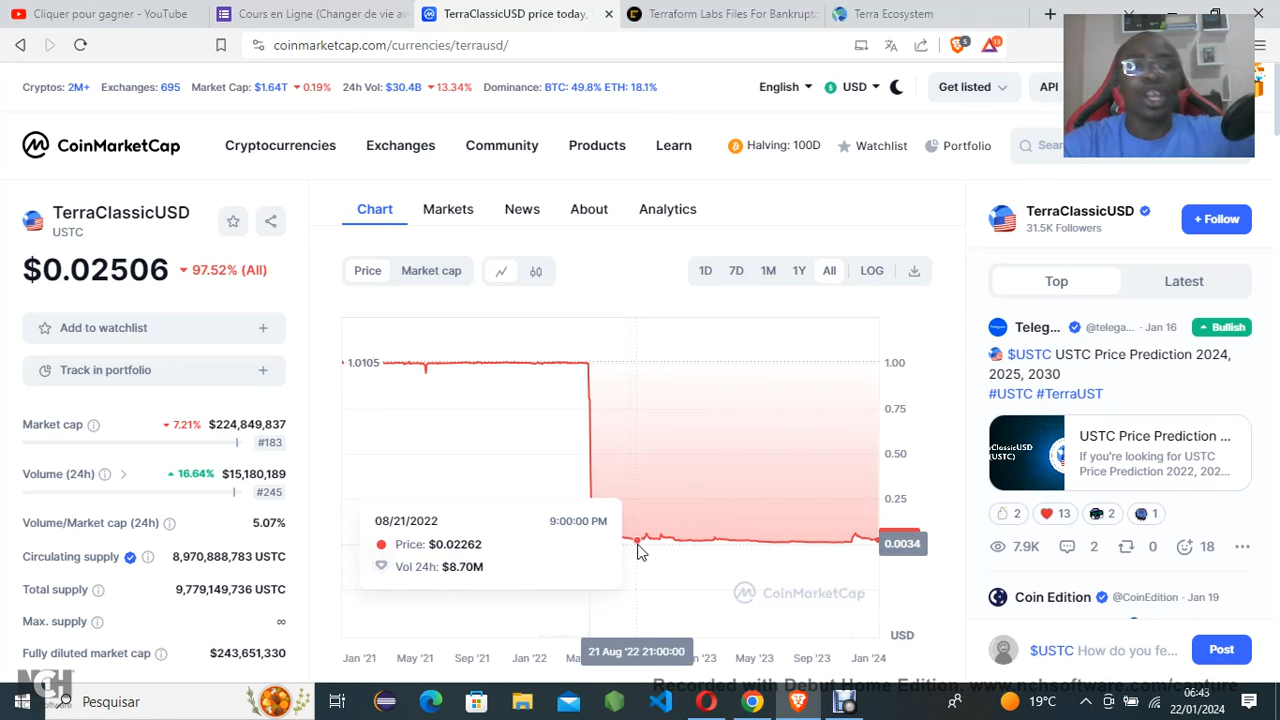 Cliquer pour gagner - YouTube
Cours en Ligne (Changer de vie av
TerraClassicUSD price today,
Terraform Labs Files For Bankrupt
Terra Ecosystem
coinmarketcap.com/currencies/terrausd/
Cryptos: 2M+ Exchanges: 695 Market Cap: $1.64T 0.19% 24h Vol: $30.4B 13.34% Dominance: BTC: 49.8% ETH: 18.1%
English USD Get listed API
CoinMarketCap
Cryptocurrencies Exchanges Community Products Learn
Halving: 100D Watchlist Portfolio Sear
TerraClassicUSD
USTC
$0.02506 97.52% (All)
Add to watchlist +
Track in portfolio +
Market cap 7.21% $224,849,837
#183
Volume (24h) 16.64% $15,180,189
#245
Volume/Market cap (24h) 5.07%
Circulating supply 8,970,888,783 USTC
Total supply 9,779,149,736 USTC
Max. supply ∞
Fully diluted market cap $243,651,330
Chart Markets News About Analytics
Price Market cap
1D 7D 1M 1Y All LOG
1.0105
1.00
0.75
0.50
0.25
0.0034
08/21/2022 9:00:00 PM
Price: $0.02262
Vol 24h: $8.70M
CoinMarketCap
USD
21 Aug '22 21:00:00
Jan '21 May '21 Sep '21 Jan '22 May '23 Sep '23 Jan '24
TerraClassicUSD
31.5K Followers
+ Follow
Top Latest
Teleg... @telega... · Jan 16 Bullish
$USTC USTC Price Prediction 2024,
2025, 2030
#USTC #TerraUST
USTC Price Prediction ...
If you're looking for USTC
Price Prediction 2022, 202...
2 13 2 1
7.9K 2 0 18 ...
Coin Edition @CoinEdition · Jan 19
$USTC How do you fe... Post
NCH
Recorded with Debut Home Edition. www.nchsoftware.com/capture
Pesquisar
19°C
06:43
22/01/2024